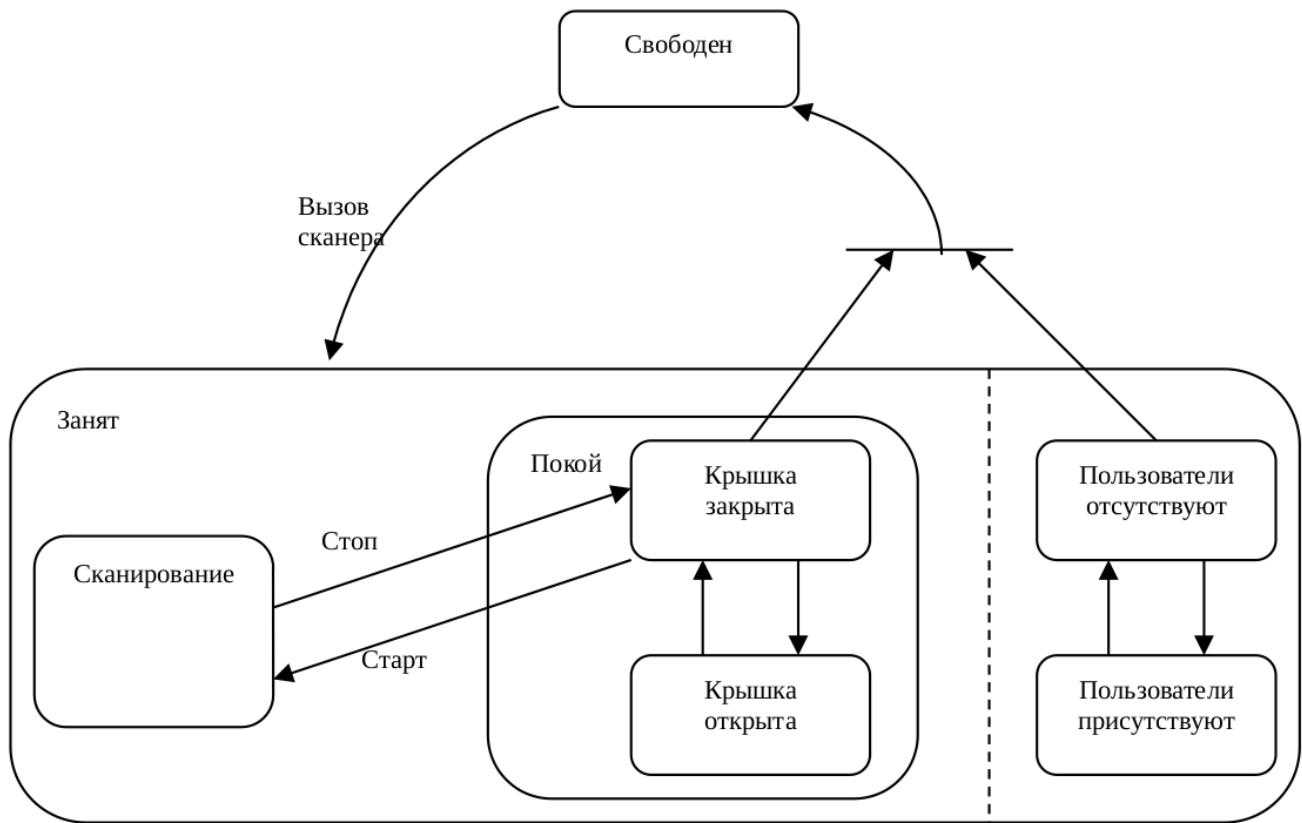 Свободен
Вызов
сканера
Занят
Покой
Крышка
закрыта
Пользователи
отсутствуют
Стоп
Сканирование
Старт
Крышка
открыта
Пользователи
присутствуют